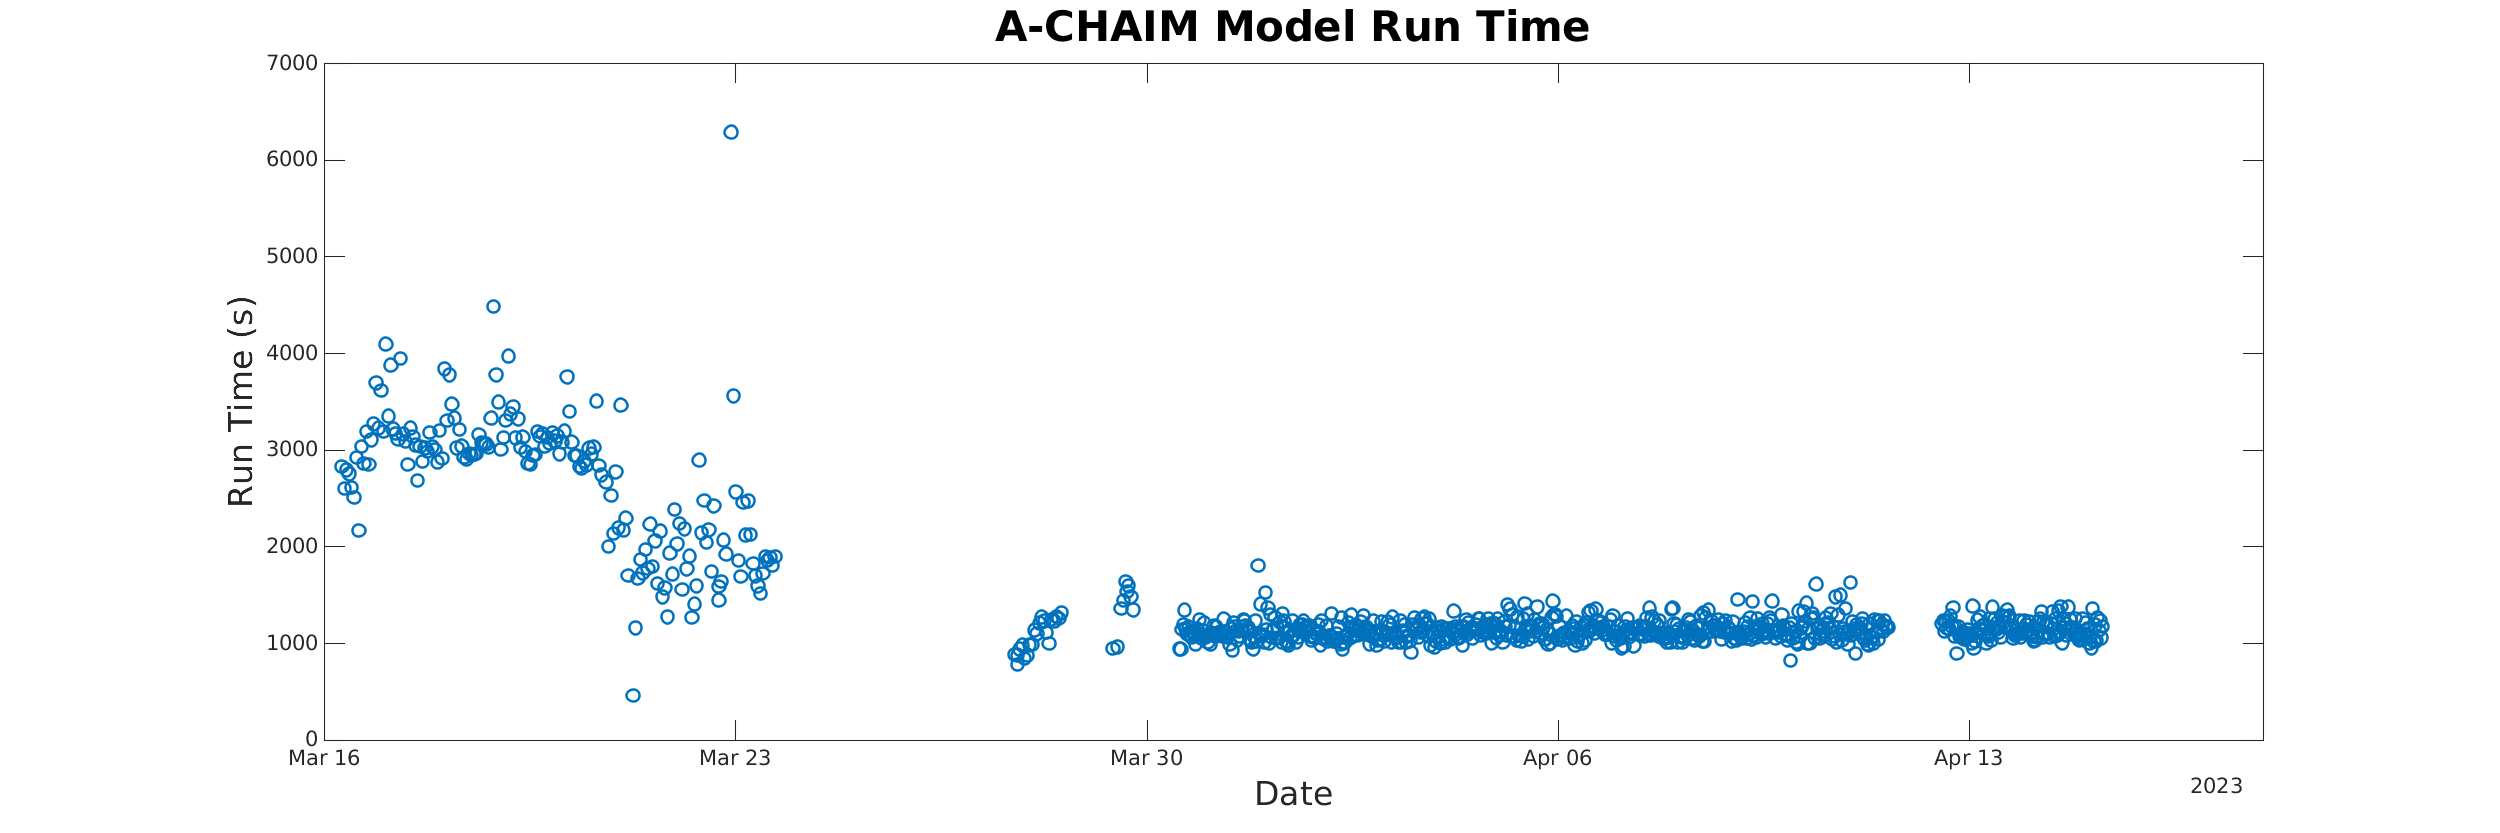 A-CHAIM Model Run Time
Run Time (s)
7000
6000
5000
4000
3000
2000
1000
0
Mar 16 Mar 23 Mar 30 Apr 06 Apr 13
2023
Date